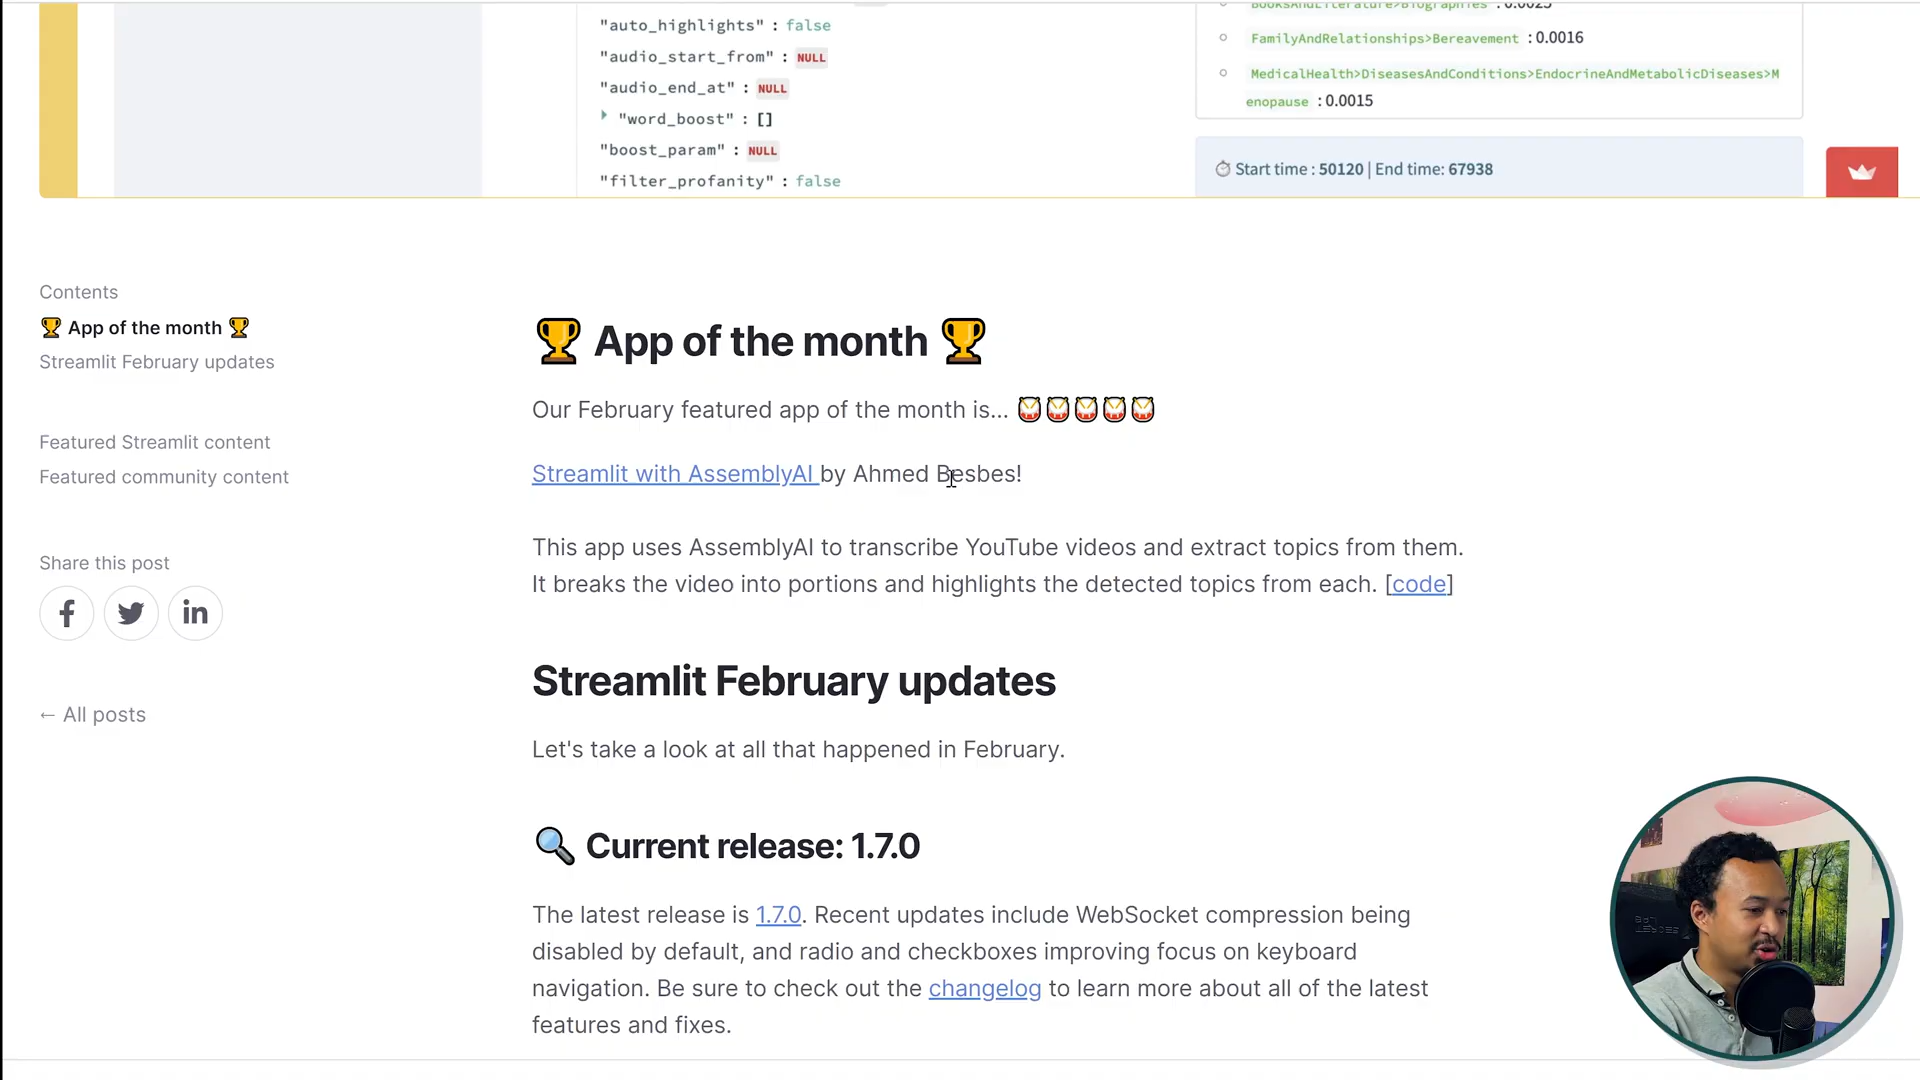 "auto_highlights" : false
"audio_start_from" : NULL
"audio_end_at" : NULL
"word_boost" : []
"boost_param" : NULL
"filter_profanity" : false
BooksAndLiterature>Biographies : 0.0025
FamilyAndRelationships>Bereavement : 0.0016
MedicalHealth>DiseasesAndConditions>EndocrineAndMetabolicDiseases>M
enopause : 0.0015
⏱ Start time : 50120 | End time: 67938
Contents
🏆 App of the month 🏆
Streamlit February updates
Featured Streamlit content
Featured community content
Share this post
← All posts
🏆 App of the month 🏆
Our February featured app of the month is... 🥁🥁🥁🥁🥁
Streamlit with AssemblyAI by Ahmed Besbes!
This app uses AssemblyAI to transcribe YouTube videos and extract topics from them.
It breaks the video into portions and highlights the detected topics from each. [code]
Streamlit February updates
Let's take a look at all that happened in February.
🔍 Current release: 1.7.0
The latest release is 1.7.0. Recent updates include WebSocket compression being
disabled by default, and radio and checkboxes improving focus on keyboard
navigation. Be sure to check out the changelog to learn more about all of the latest
features and fixes.